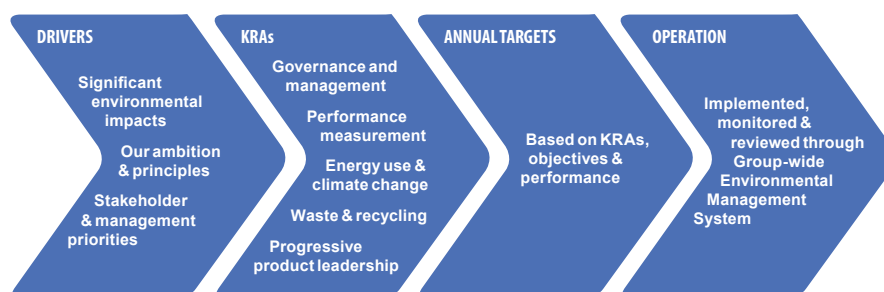 DRIVERS
Significant
environmental
impacts
Our ambition
& principles
Stakeholder
& management
priorities
KRAs
Governance and
management
Performance
measurement
Energy use &
climate change
Waste & recycling
Progressive
product leadership
ANNUAL TARGETS
Based on KRAs,
objectives &
performance
OPERATION
Implemented,
monitored &
reviewed through
Group-wide
Environmental
Management
System